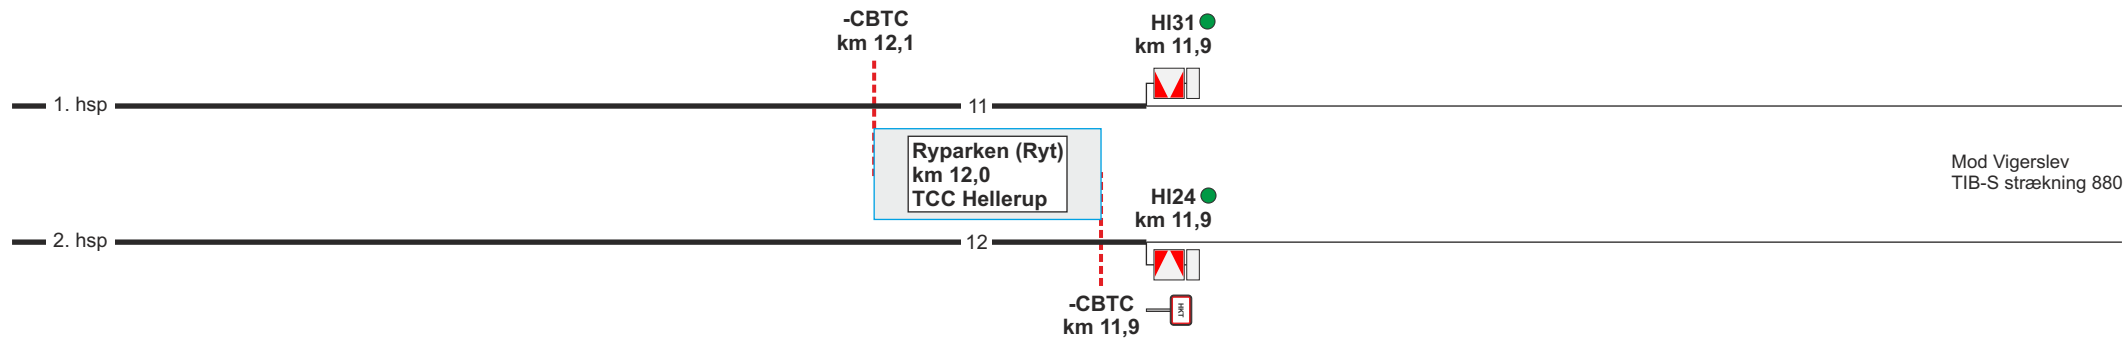 -CBTC
km 12,1
HI31
km 11,9
1. hsp
11
Ryparken (Ryt)
km 12,0
TCC Hellerup
Mod Vigerslev
TIB-S strækning 880
HI24
km 11,9
2. hsp
12
-CBTC
km 11,9
HKT